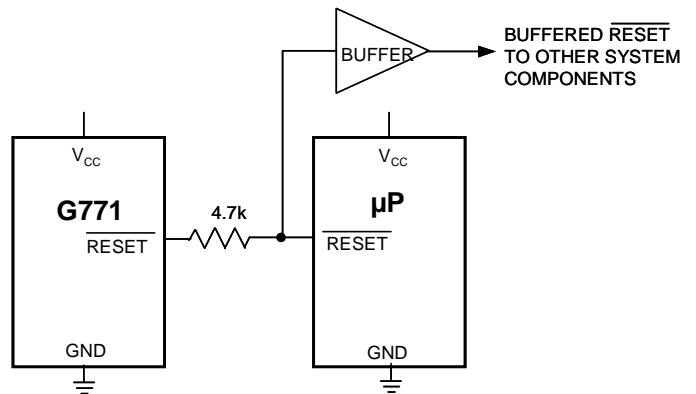 BUFFER
BUFFERED RESET
TO OTHER SYSTEM
COMPONENTS
VCC
G771
RESET
GND
4.7k
VCC
µP
RESET
GND